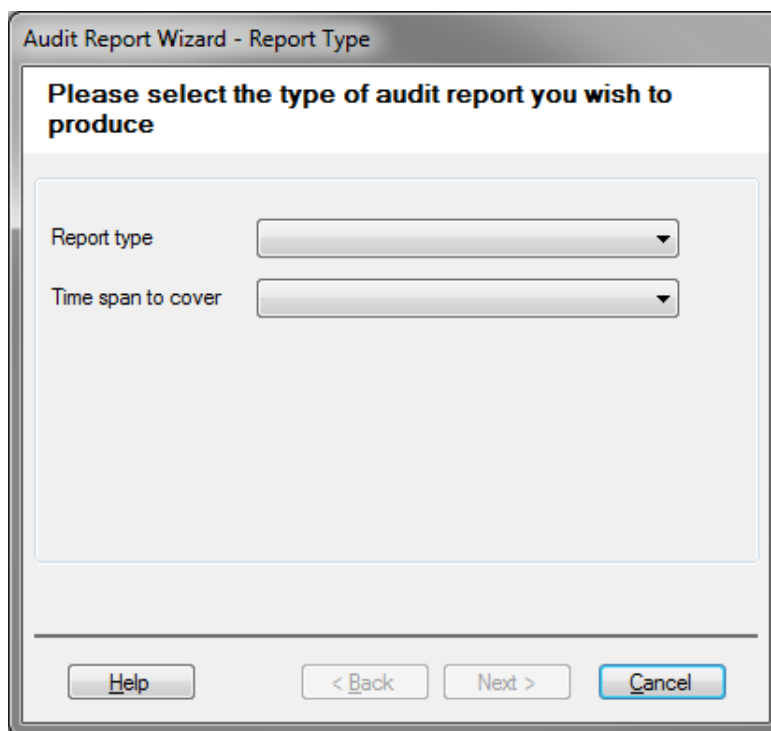 Audit Report Wizard - Report Type
Please select the type of audit report you wish to
produce
Report type
Time span to cover
Help
< Back
Next >
Cancel